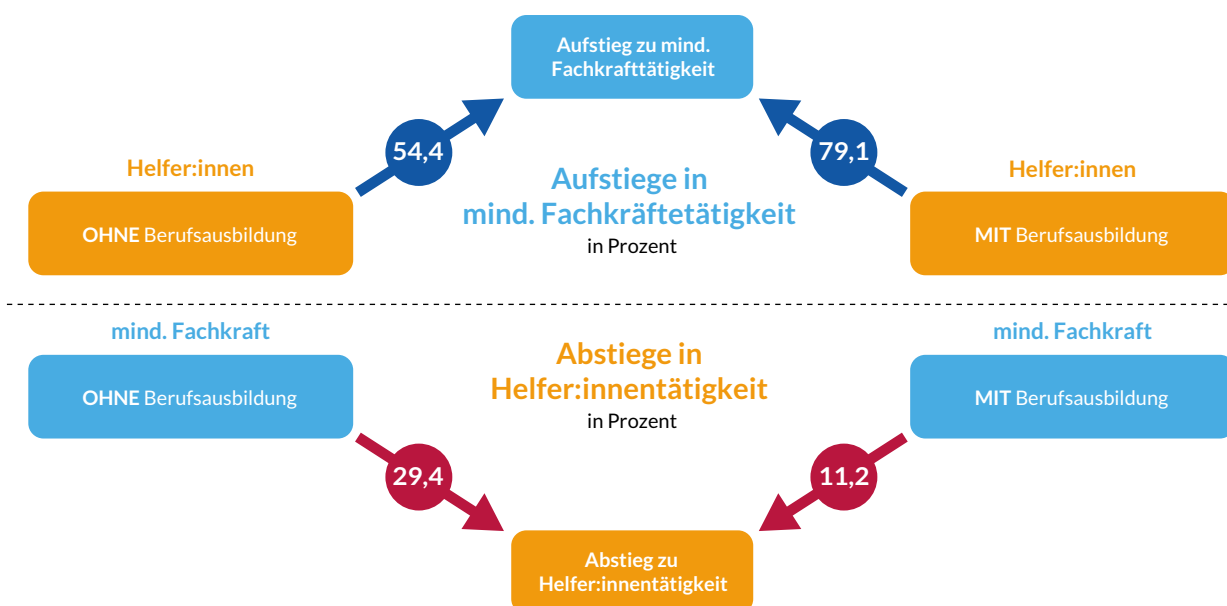 Aufstieg zu mind.
Fachkrafttätigkeit
54,4
79,1
Helfer:innen
Helfer:innen
Aufstiege in
mind. Fachkräftetätigkeit
in Prozent
OHNE Berufsausbildung
MIT Berufsausbildung
mind. Fachkraft
mind. Fachkraft
Abstiege in
Helfer:innentätigkeit
in Prozent
OHNE Berufsausbildung
MIT Berufsausbildung
29,4
11,2
Abstieg zu
Helfer:innentätigkeit